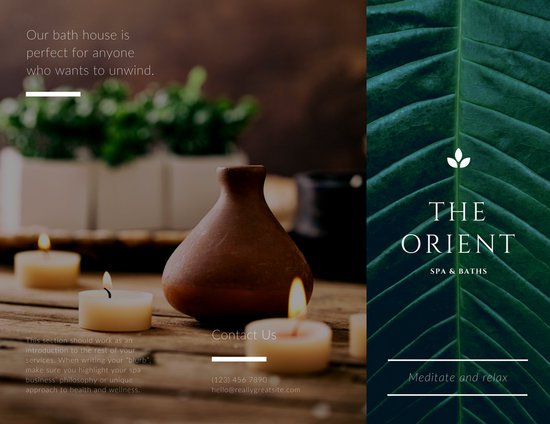 Our bath house is
perfect for anyone
who wants to unwind.
This section should work as an
introduction to the rest of your
services. When writing your "blurb",
make sure you highlight your spa
business' philosophy or unique
approach to health and wellness.
Contact Us
(123) 456 7890
hello@reallygreatsite.com
THE
ORIENT
SPA & BATHS
Meditate and relax